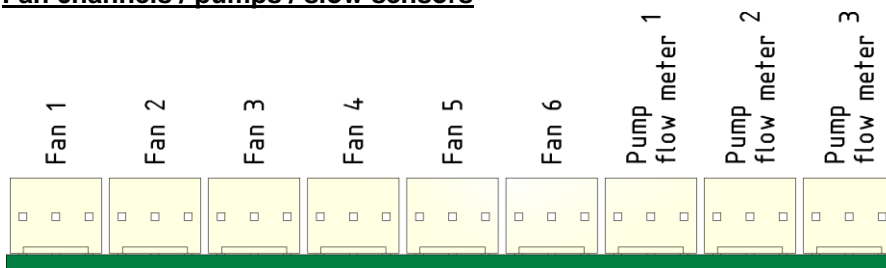 Fan channels / pumps / slow sensors
Fan 1
Fan 2
Fan 3
Fan 4
Fan 5
Fan 6
Pump
flow meter 1
Pump
flow meter 2
Pump
flow meter 3